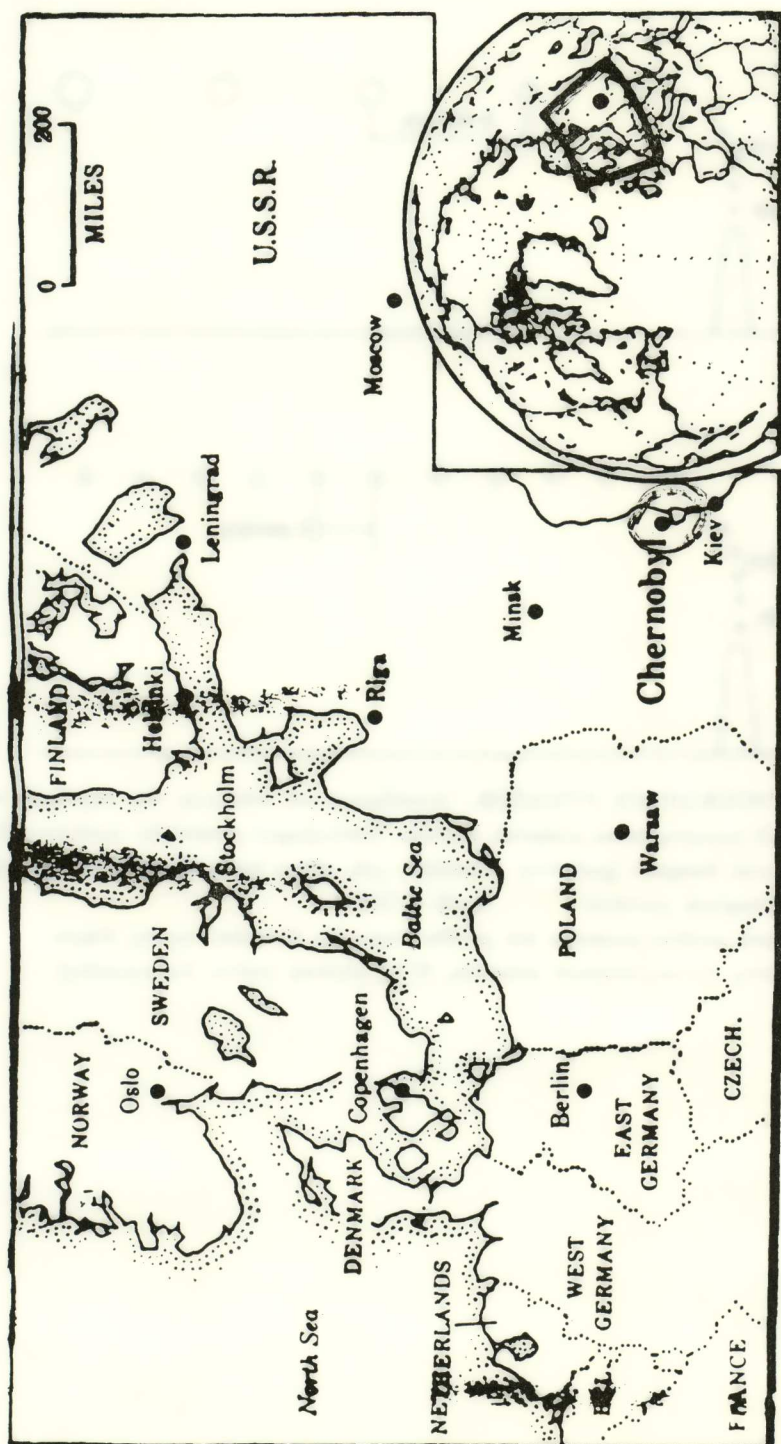 0 200
MILES
U.S.S.R.
FINLAND
Helsinki
Leningrad
NORWAY
Oslo
SWEDEN
Stockholm
Riga
Moscow
North Sea
DENMARK
Copenhagen
Baltic Sea
Minsk
NETHERLANDS
WEST
GERMANY
Berlin
EAST
GERMANY
POLAND
Warsaw
Chernobyl
Kiev
BEL.
FRANCE
CZECH.